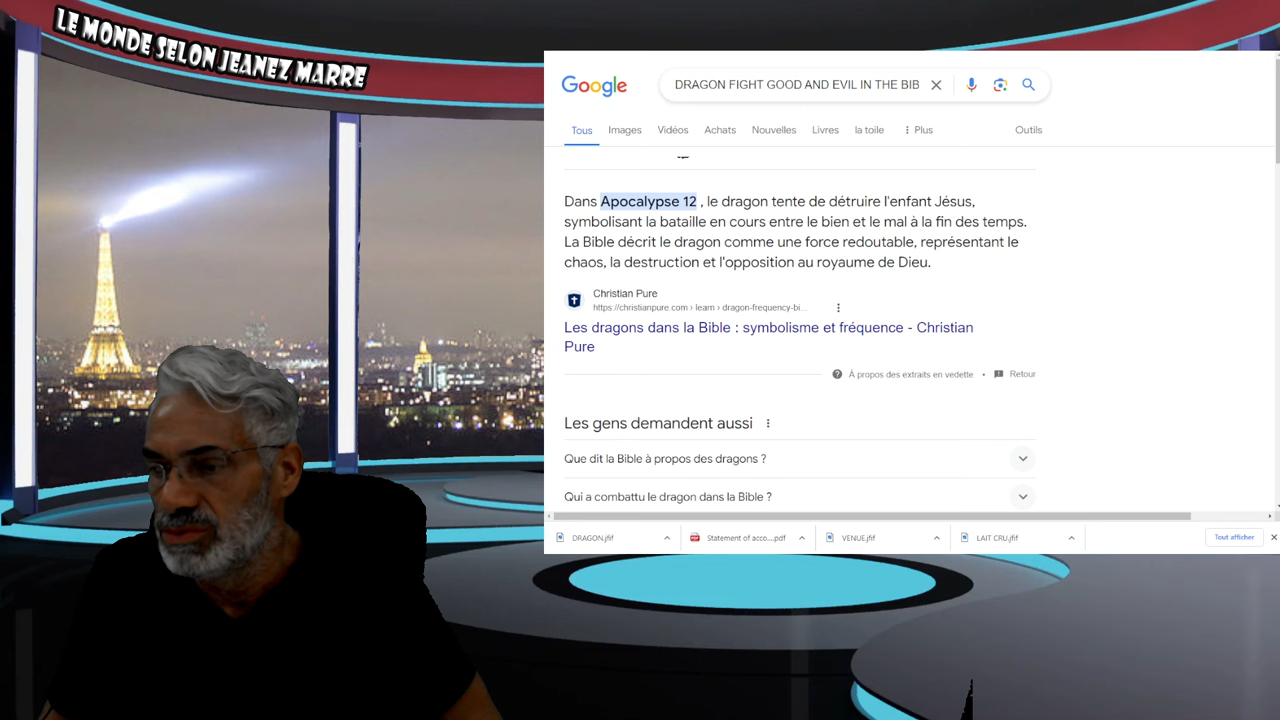 LE MONDE SELON JEANEZ MARRE
Google
DRAGON FIGHT GOOD AND EVIL IN THE BIB
Tous Images Vidéos Achats Nouvelles Livres la toile Plus Outils
Dans Apocalypse 12 , le dragon tente de détruire l'enfant Jésus,
symbolisant la bataille en cours entre le bien et le mal à la fin des temps.
La Bible décrit le dragon comme une force redoutable, représentant le
chaos, la destruction et l'opposition au royaume de Dieu.
Christian Pure
https://christianpure.com › learn › dragon-frequency-bi...
Les dragons dans la Bible : symbolisme et fréquence - Christian
Pure
À propos des extraits en vedette • Retour
Les gens demandent aussi
Que dit la Bible à propos des dragons ?
Qui a combattu le dragon dans la Bible ?
DRAGON.jfif Statement of acco....pdf VENUE.jfif LAIT CRU.jfif Tout afficher